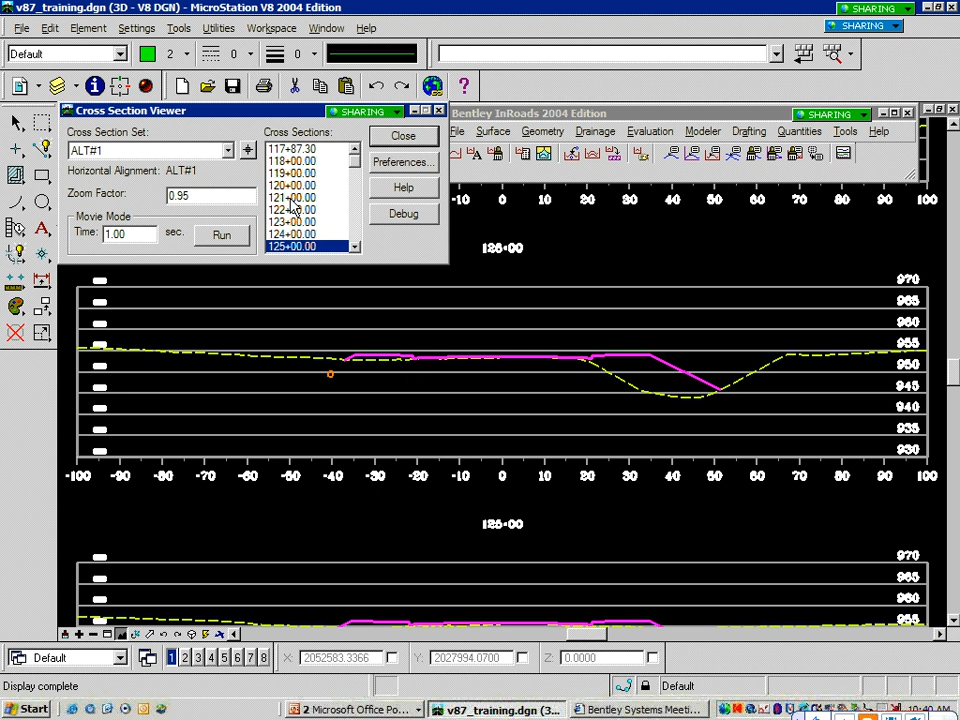 v87_training.dgn (3D - V8 DGN) - MicroStation V8 2004 Edition
SHARING
File Edit Element Settings Tools Utilities Workspace Window Help
SHARING
Default 2 0 0
Cross Section Viewer SHARING
Cross Section Set:
ALT#1
Horizontal Alignment: ALT#1
Zoom Factor: 0.95
Movie Mode
Time: 1.00 sec. Run
Cross Sections:
117+87.30
118+00.00
119+00.00
120+00.00
121+00.00
122+00.00
123+00.00
124+00.00
125+00.00
Close
Preferences...
Help
Debug
Bentley InRoads 2004 Edition SHARING
File Surface Geometry Drainage Evaluation Modeler Drafting Quantities Tools Help
-10 0 10 20 30 40 50 60 70 80 90 100
126+00
970
965
960
955
950
945
940
935
930
-100 -90 -80 -70 -60 -50 -40 -30 -20 -10 0 10 20 30 40 50 60 70 80 90 100
125+00
970
965
960
955
Default 1 2 3 4 5 6 7 8 X: 2052583.3366 Y: 2027994.0700 Z: 0.0000
Display complete Default
Start 2 Microsoft Office Po... v87_training.dgn (3... Bentley Systems Meeti... 10:40 AM